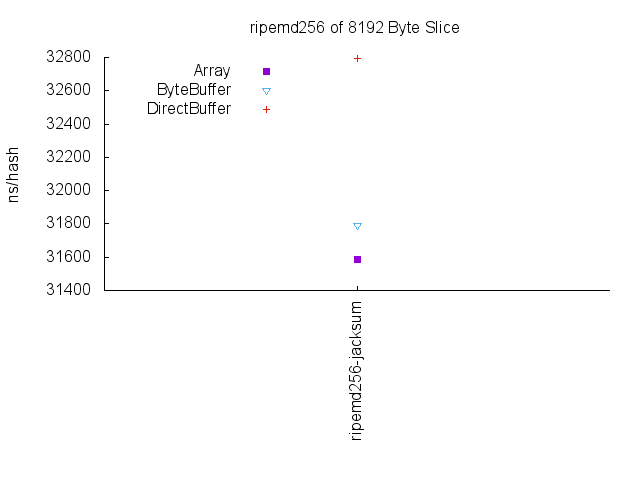 ripemd256 of 8192 Byte Slice
32800
32600
32400
32200
32000
31800
31600
31400
ns/hash
Array
ByteBuffer
DirectBuffer
ripemd256-jacksum